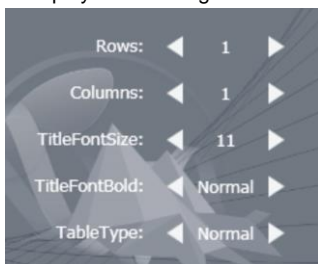 Rows: 1
Columns: 1
TitleFontSize: 11
TitleFontBold: Normal
TableType: Normal